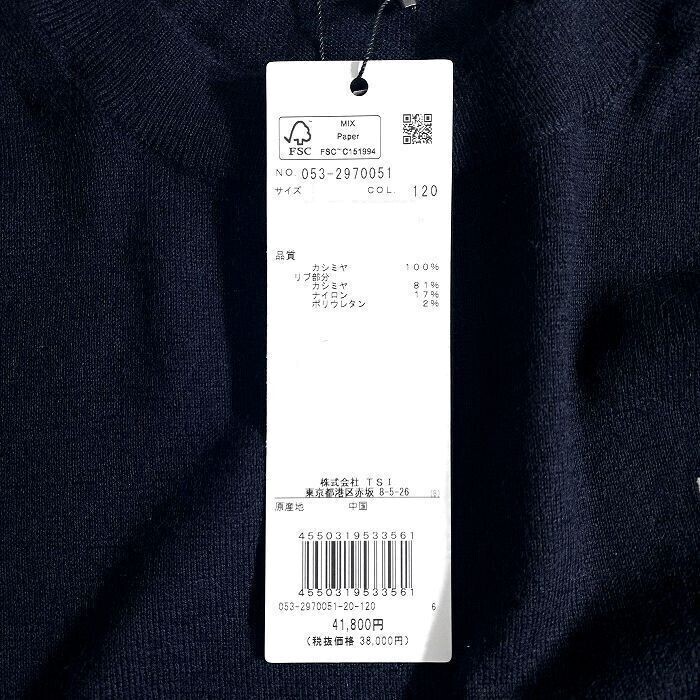 MIX
Paper
FSC
FSC™ C151994
NO. 053-2970051
サイズ COL. 120
品質
カシミヤ 100%
リブ部分
カシミヤ 81%
ナイロン 17%
ポリウレタン 2%
株式会社 TSI
東京都港区赤坂 8-5-26
原産地 中国
4550319533561
4550319533561
053-2970051-20-120 6
41,800円
(税抜価格 38,000円)